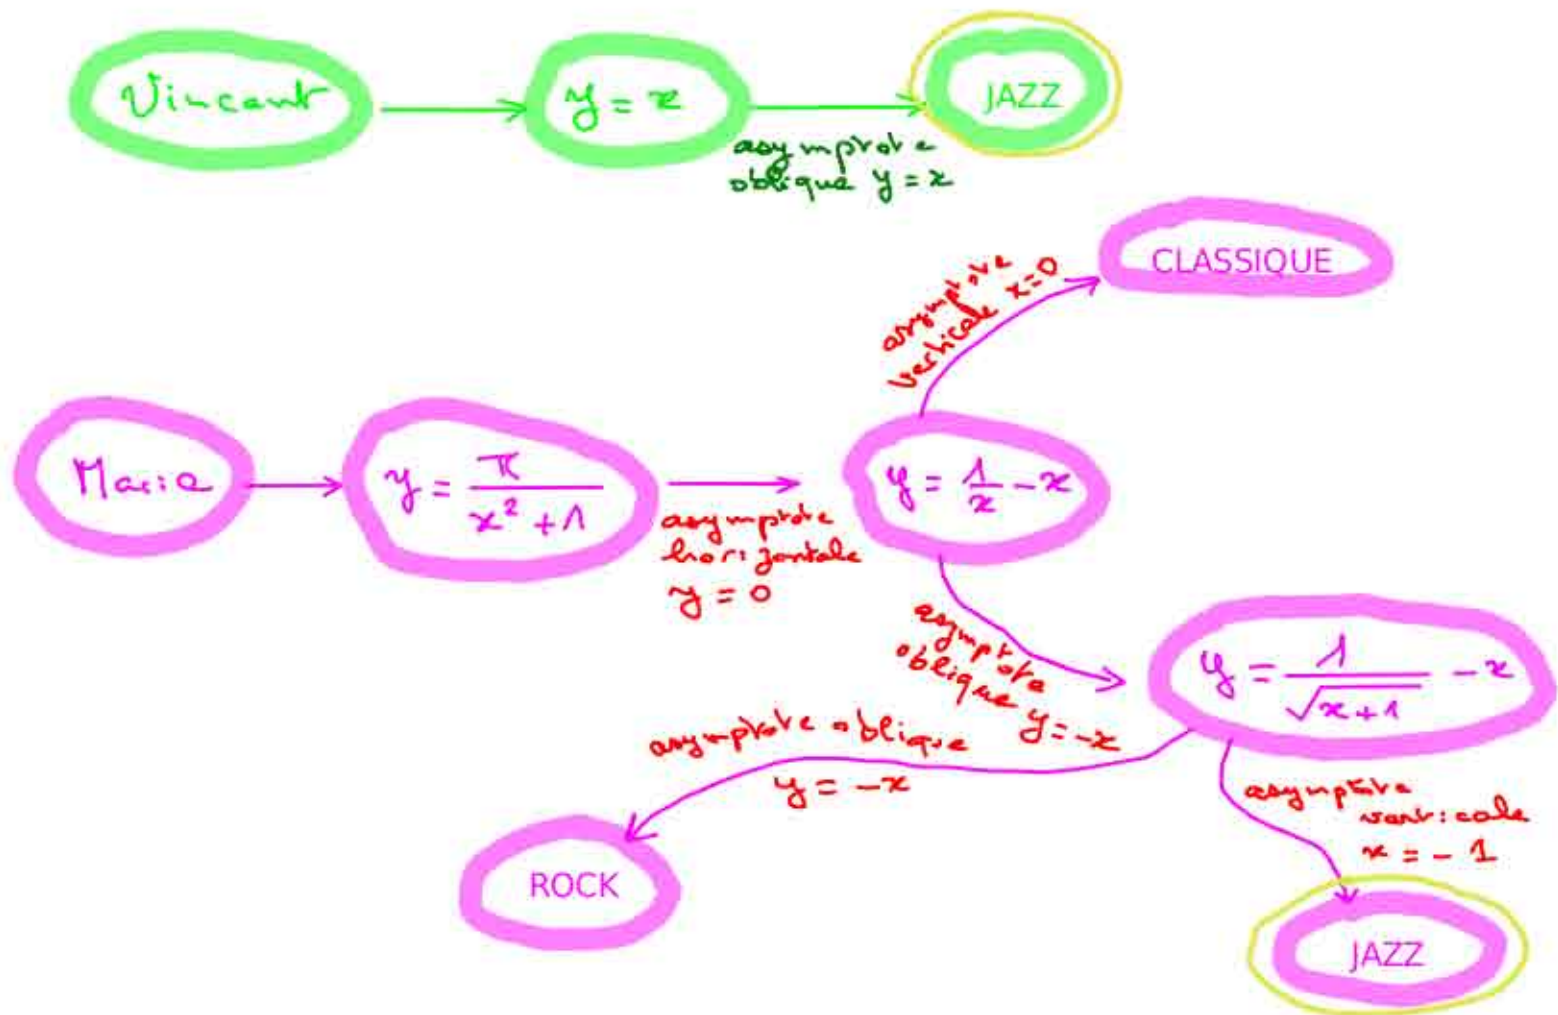 Vincent
y = x
JAZZ
asymptote
oblique y = x
CLASSIQUE
asymptote
verticale x = 0
Marie
y = π / (x² + 1)
asymptote
horizontale
y = 0
y = 1/x - x
asymptote
oblique y = -x
y = 1/√(x+1) - x
asymptote oblique
y = -x
ROCK
asymptote
verticale
x = -1
JAZZ